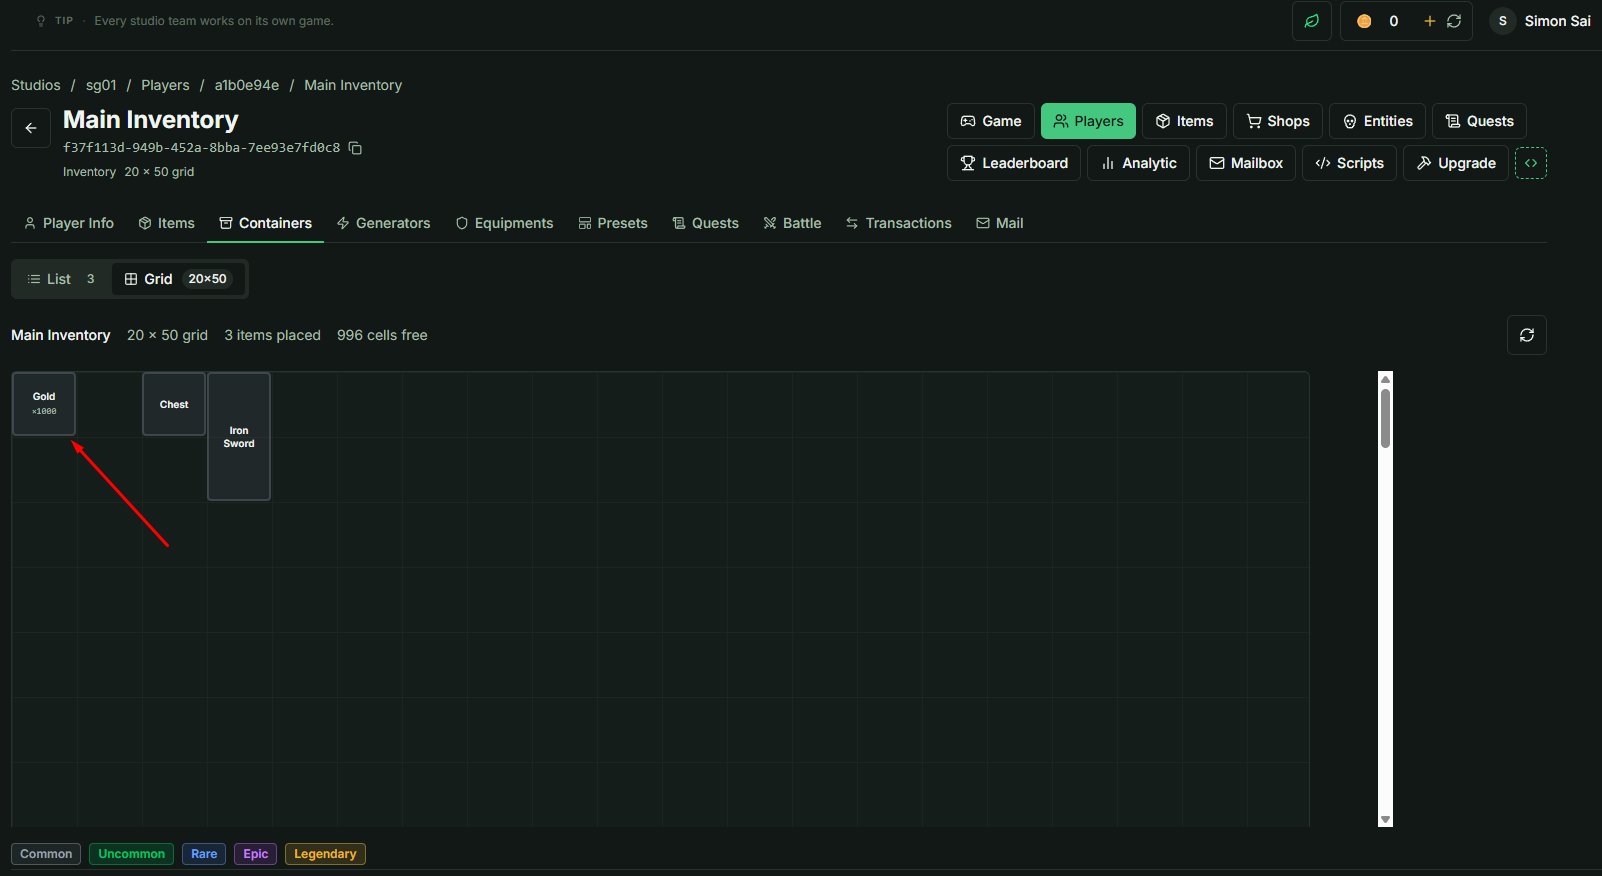 TIP · Every studio team works on its own game.
0
S Simon Sai
Studios / sg01 / Players / a1b0e94e / Main Inventory
Main Inventory
f37f113d-949b-452a-8bba-7ee93e7fd0c8
Inventory 20 × 50 grid
Game Players Items Shops Entities Quests
Leaderboard Analytic Mailbox Scripts Upgrade
Player Info Items Containers Generators Equipments Presets Quests Battle Transactions Mail
List 3 Grid 20×50
Main Inventory 20 × 50 grid 3 items placed 996 cells free
Gold
×1000
Chest
Iron
Sword
Common Uncommon Rare Epic Legendary